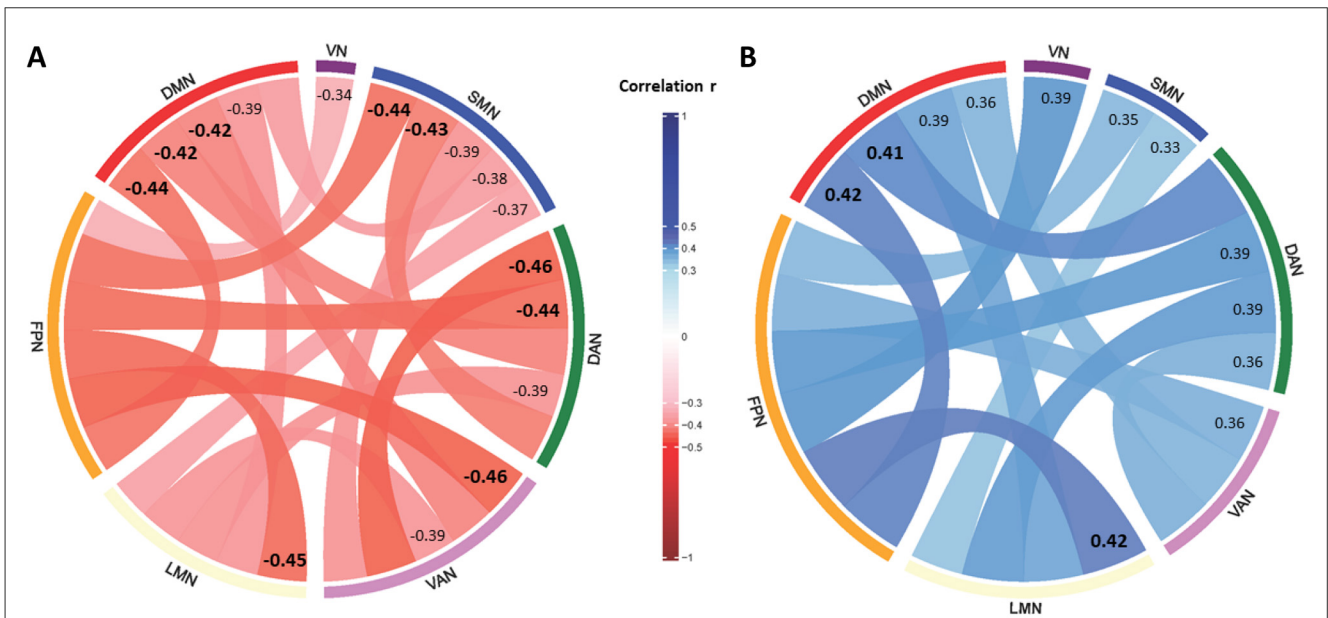 A
VN
DMN
SMN
DAN
VAN
LMN
FPN
-0.34
-0.44
-0.43
-0.39
-0.38
-0.37
-0.46
-0.44
-0.39
-0.46
-0.39
-0.45
-0.44
-0.42
-0.42
-0.39
Correlation r
1
0.5
0.4
0.3
0
-0.3
-0.4
-0.5
-1
B
VN
DMN
SMN
DAN
VAN
LMN
FPN
0.39
0.35
0.33
0.39
0.39
0.36
0.36
0.42
0.42
0.41
0.39
0.36